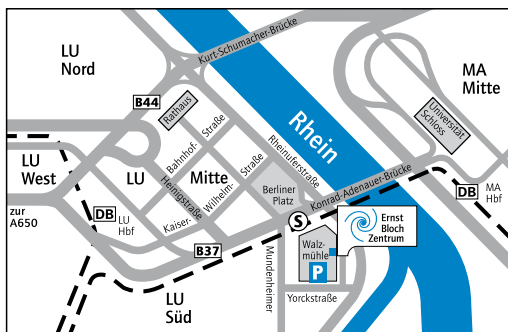 LU
Nord
Kurt-Schumacher-Brücke
MA
Mitte
B44
Rathaus
Universität
Schloss
Rhein
Bahnhof-
Straße
Rheinuferstraße
LU
West
LU
Mitte
Straße
Heinigstraße
Wilhelm-
Kaiser-
Berliner
Platz
Konrad-Adenauer-Brücke
DB
MA
Hbf
zur
A650
DB
LU
Hbf
S
Ernst
Bloch
Zentrum
B37
Walz-
mühle
P
Mundenheimer
Yorckstraße
LU
Süd